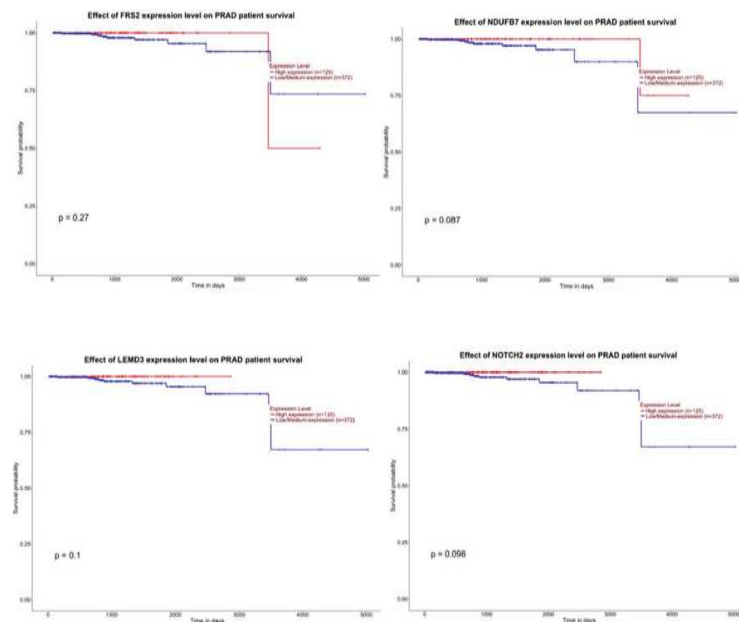 Effect of FRS2 expression level on PRAD patient survival
1.00
0.75
0.50
0.25
0.00
Survival probability
Expression Level
High expression (n=125)
Low/Medium-expression (n=372)
p = 0.27
0
1000
2000
3000
4000
5000
Time in days
Effect of NDUFB7 expression level on PRAD patient survival
1.00
0.75
0.50
0.25
0.00
Survival probability
Expression Level
High expression (n=125)
Low/Medium-expression (n=372)
p = 0.087
0
1000
2000
3000
4000
5000
Time in days
Effect of LEMD3 expression level on PRAD patient survival
1.00
0.75
0.50
0.25
0.00
Survival probability
Expression Level
High expression (n=125)
Low/Medium-expression (n=372)
p = 0.1
0
1000
2000
3000
4000
5000
Time in days
Effect of NOTCH2 expression level on PRAD patient survival
1.00
0.75
0.50
0.25
0.00
Survival probability
Expression Level
High expression (n=125)
Low/Medium-expression (n=372)
p = 0.098
0
1000
2000
3000
4000
5000
Time in days